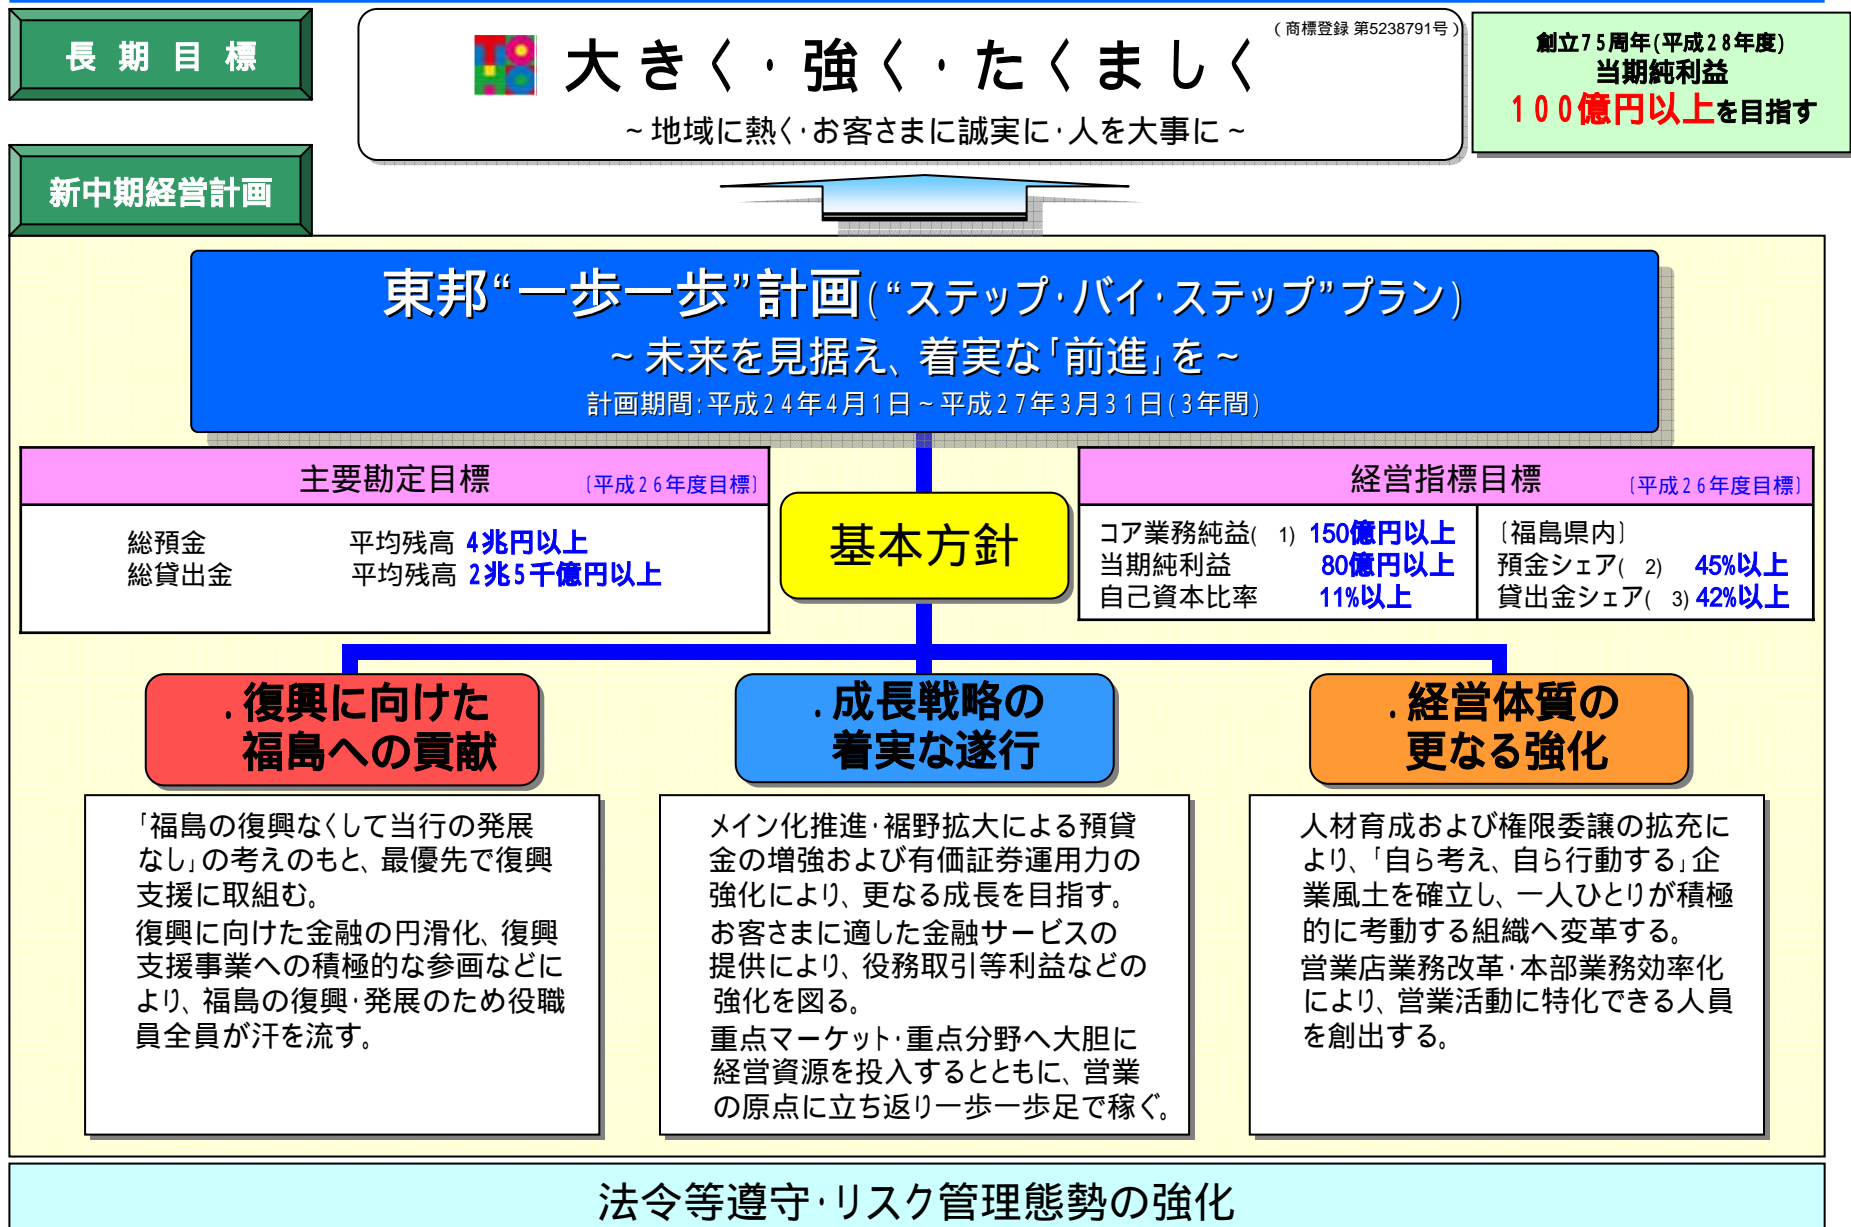 長期目標
TOHO
大きく・強く・たくましく
(商標登録 第5238791号)
~地域に熱く・お客さまに誠実に・人を大事に~
創立75周年(平成28年度)
当期純利益
100億円以上を目指す
新中期経営計画
東邦“一歩一歩”計画(“ステップ・バイ・ステップ”プラン)
~未来を見据え、着実な「前進」を~
計画期間:平成24年4月1日~平成27年3月31日(3年間)
主要勘定目標 〔平成26年度目標〕
総預金 平均残高 4兆円以上
総貸出金 平均残高 2兆5千億円以上
基本方針
経営指標目標 〔平成26年度目標〕
コア業務純益( 1) 150億円以上
当期純利益 80億円以上
自己資本比率 11%以上
〔福島県内〕
預金シェア( 2) 45%以上
貸出金シェア( 3) 42%以上
.復興に向けた
福島への貢献
「福島の復興なくして当行の発展
なし」の考えのもと、最優先で復興
支援に取組む。
復興に向けた金融の円滑化、復興
支援事業への積極的な参画などに
より、福島の復興・発展のため役職
員全員が汗を流す。
.成長戦略の
着実な遂行
メイン化推進・裾野拡大による預貸
金の増強および有価証券運用力の
強化により、更なる成長を目指す。
お客さまに適した金融サービスの
提供により、役務取引等利益などの
強化を図る。
重点マーケット・重点分野へ大胆に
経営資源を投入するとともに、営業
の原点に立ち返り一歩一歩足で稼ぐ。
.経営体質の
更なる強化
人材育成および権限委譲の拡充に
より、「自ら考え、自ら行動する」企
業風土を確立し、一人ひとりが積極
的に考動する組織へ変革する。
営業店業務改革・本部業務効率化
により、営業活動に特化できる人員
を創出する。
法令等遵守・リスク管理態勢の強化